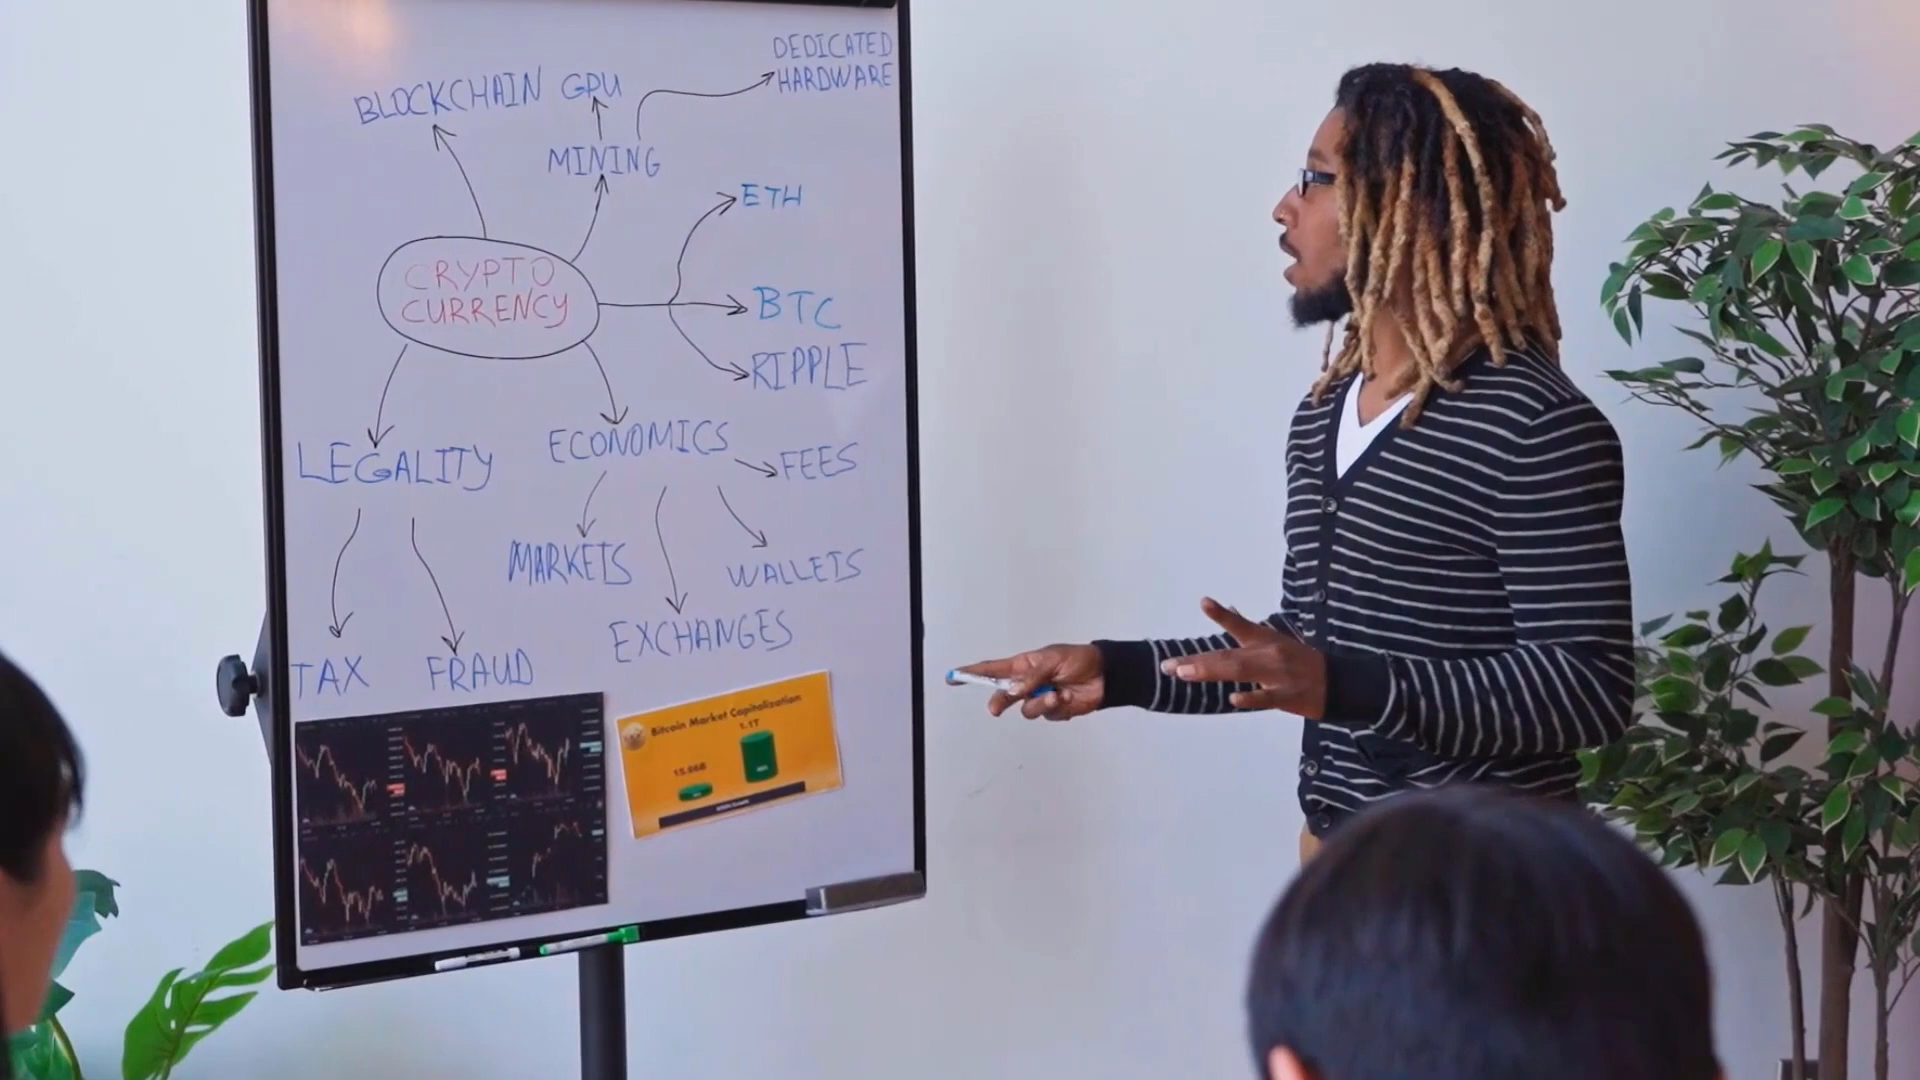 DEDICATED
HARDWARE
BLOCKCHAIN
GPU
MINING
ETH
CRYPTO
CURRENCY
BTC
RIPPLE
LEGALITY
ECONOMICS
FEES
MARKETS
WALLETS
EXCHANGES
TAX
FRAUD
Bitcoin Market Capitalization
1.1T
15.86B